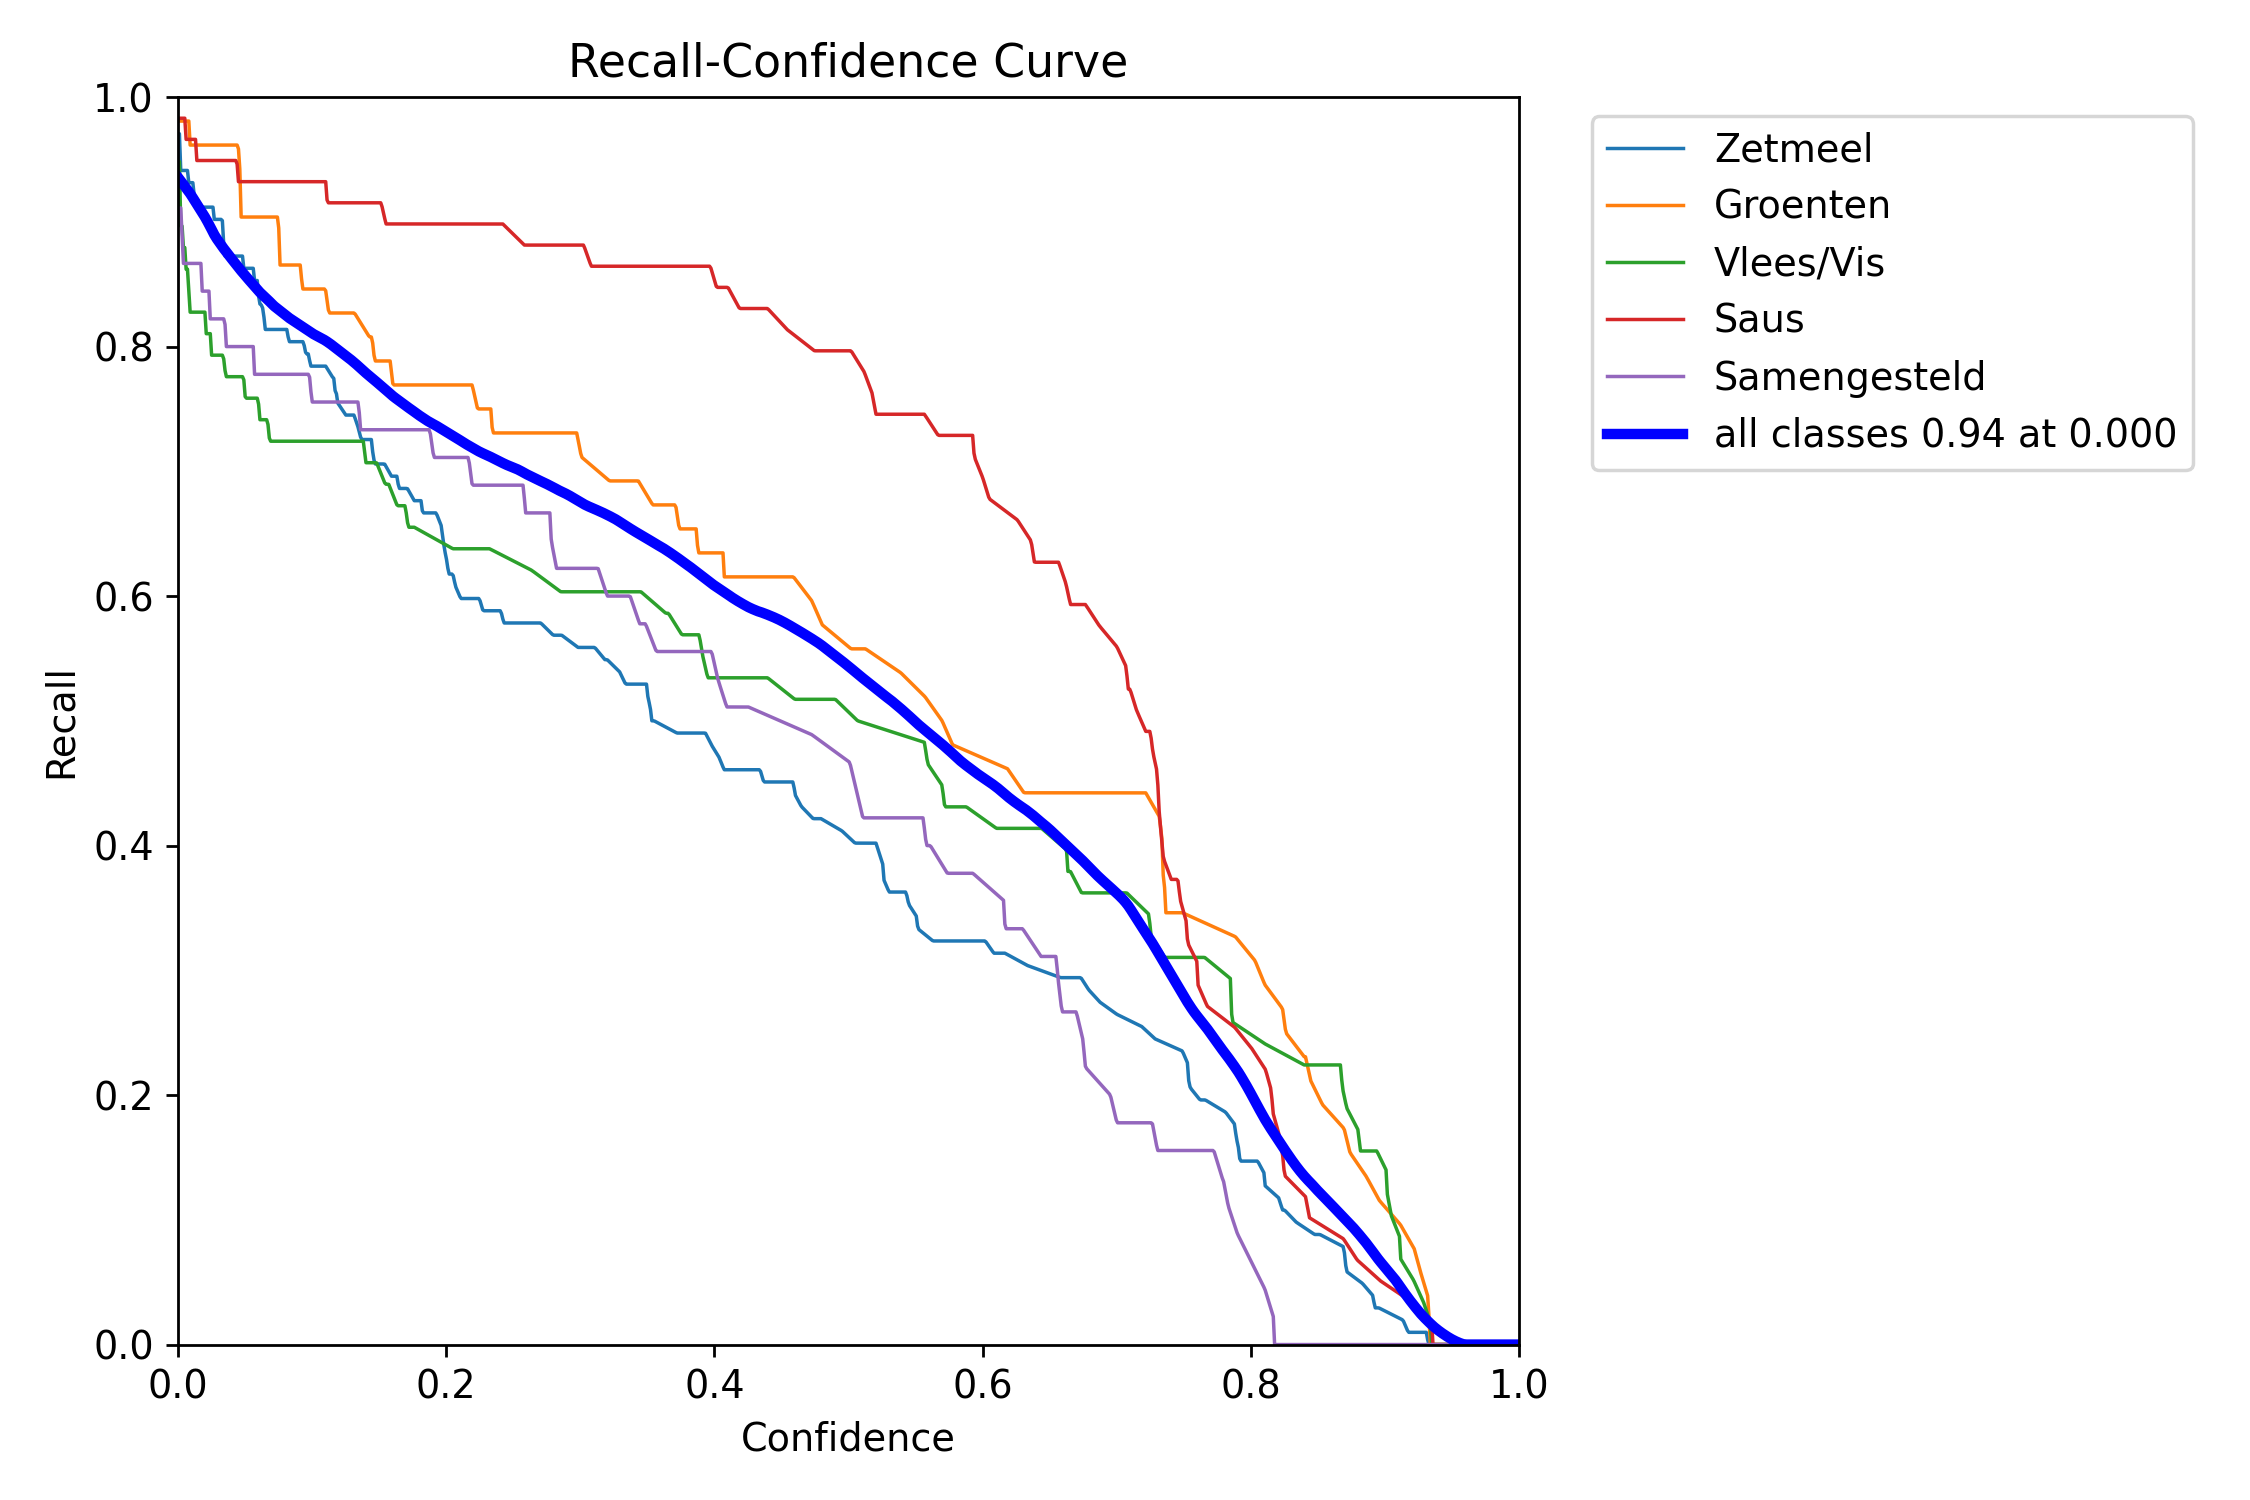 Recall-Confidence Curve
1.0
0.8
0.6
0.4
0.2
0.0
Recall
0.0 0.2 0.4 0.6 0.8 1.0
Confidence
Zetmeel
Groenten
Vlees/Vis
Saus
Samengesteld
all classes 0.94 at 0.000